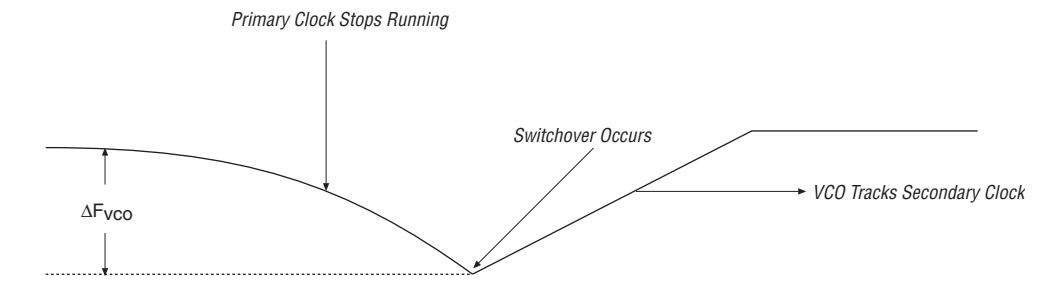 Primary Clock Stops Running
Switchover Occurs
VCO Tracks Secondary Clock
ΔFvco